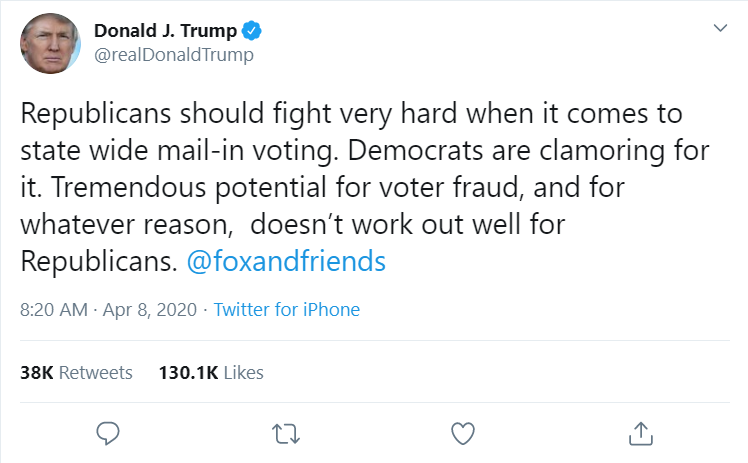 Donald J. Trump
@realDonaldTrump
Republicans should fight very hard when it comes to
state wide mail-in voting. Democrats are clamoring for
it. Tremendous potential for voter fraud, and for
whatever reason,  doesn’t work out well for
Republicans. @foxandfriends
8:20 AM · Apr 8, 2020 · Twitter for iPhone
38K Retweets 130.1K Likes